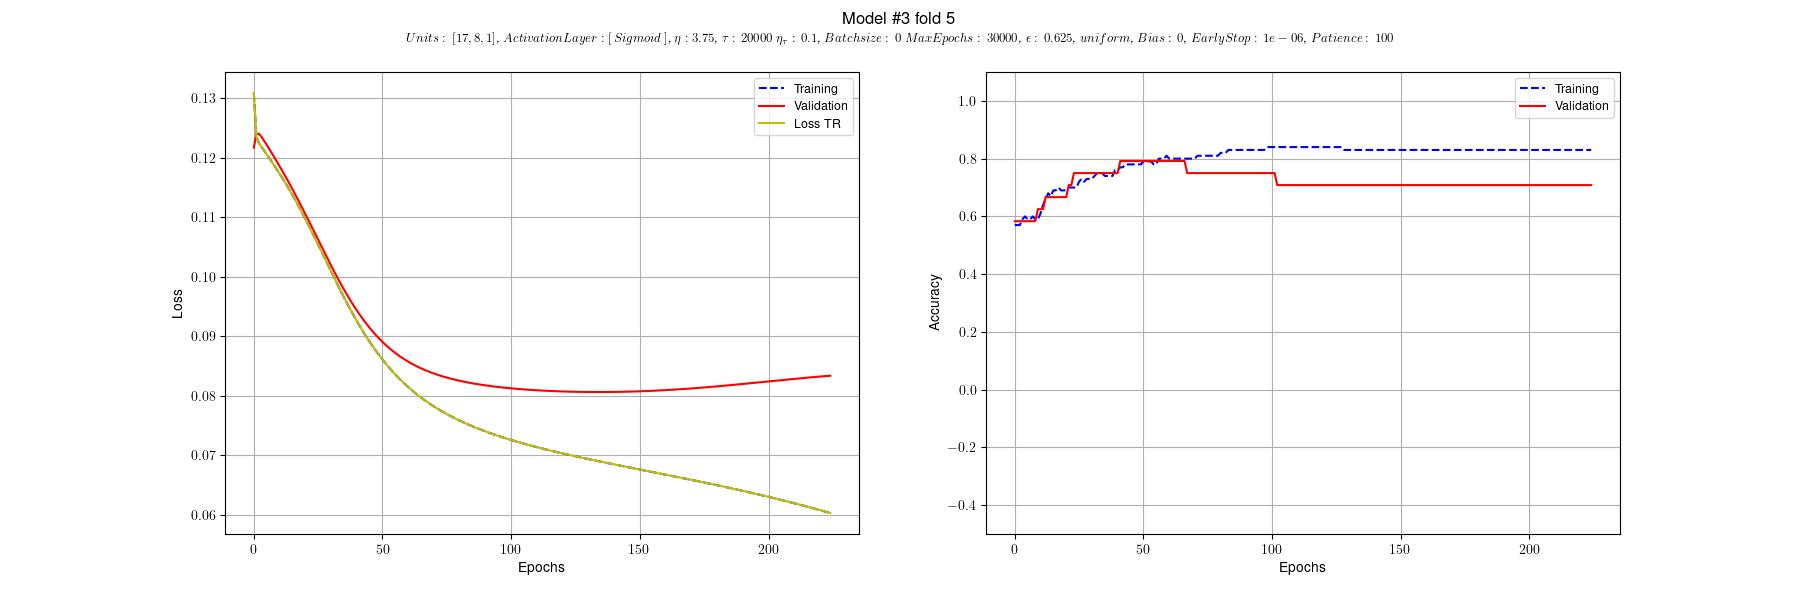 Model #3 fold 5
Units : [17, 8, 1], ActivationLayer : [ Sigmoid ], η : 3.75, τ : 20000 η_τ : 0.1, Batchsize : 0 MaxEpochs : 30000, ϵ : 0.625, uniform, Bias : 0, EarlyStop : 1e − 06, Patience : 100
0.13
0.12
0.11
0.10
0.09
0.08
0.07
0.06
Loss
Training
Validation
Loss TR
0 50 100 150 200
Epochs
1.0
0.8
0.6
0.4
0.2
0.0
−0.2
−0.4
Accuracy
Training
Validation
0 50 100 150 200
Epochs